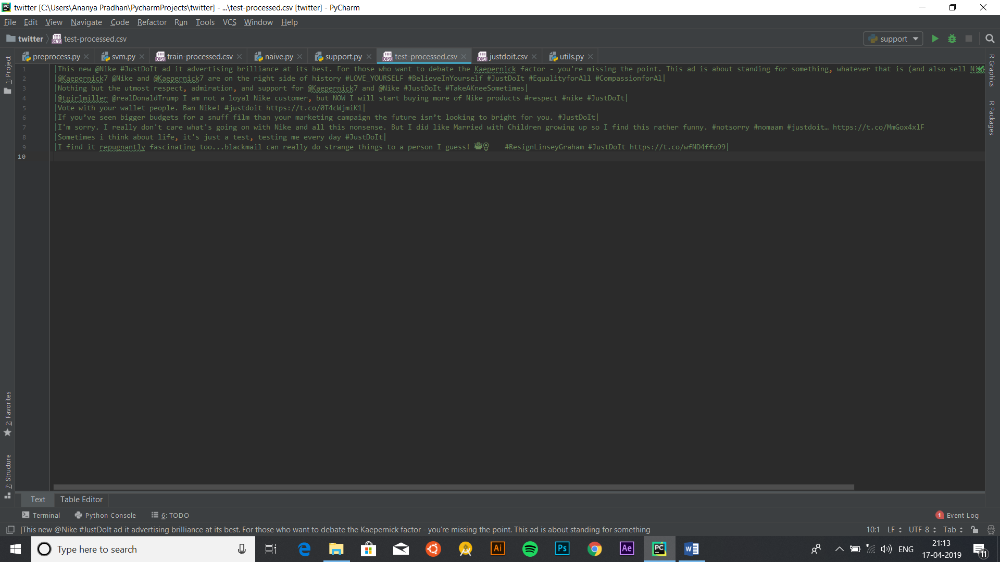 twitter [C:\Users\Ananya Pradhan\PycharmProjects\twitter] - ...\test-processed.csv [twitter] - PyCharm
File Edit View Navigate Code Refactor Run Tools VCS Window Help
twitter test-processed.csv support
preprocess.py svm.py train-processed.csv naive.py support.py test-processed.csv justdoit.csv utils.py
1 |This new @Nike #JustDoIt ad it advertising brilliance at its best. For those who want to debate the Kaepernick factor - you're missing the point. This ad is about standing for something, whatever that is (and also sell
2 |@Kaepernick7 @Nike and @Kaepernick7 are on the right side of history #LOVE_YOURSELF #BelieveInYourself #JustDoIt #EqualityforAll #CompassionforAl|
3 |Nothing but the utmost respect, admiration, and support for @Kaepernick7 and @Nike #JustDoIt #TakeAKneeSometimes|
4 |@tgirlmiller @realDonaldTrump I am not a loyal Nike customer, but NOW I will start buying more of Nike products #respect #nike #JustDoIt|
5 |Vote with your wallet people. Ban Nike! #justdoit https://t.co/0T4cWjmiK1|
6 |If you’ve seen bigger budgets for a snuff film than your marketing campaign the future isn’t looking to bright for you. #JustDoIt|
7 |I'm sorry. I really don't care what's going on with Nike and all this nonsense. But I did like Married with Children growing up so I find this rather funny. #notsorry #nomaam #justdoit… https://t.co/MmGox4xlF
8 |Sometimes i think about life, it's just a test, testing me every day #JustDoIt|
9 |I find it repugnantly fascinating too...blackmail can really do strange things to a person I guess! #ResignLinseyGraham #JustDoIt https://t.co/wfND4ffo99|
10
1: Project
2: Favorites
7: Structure
R Graphics
R Packages
Text Table Editor
Terminal Python Console 6: TODO 1 Event Log
|This new @Nike #JustDoIt ad it advertising brilliance at its best. For those who want to debate the Kaepernick factor - you're missing the point. This ad is about standing for something 10:1 LF UTF-8 Tab
Type here to search Ai Ps Ae PC W ENG 21:13
17-04-2019 11